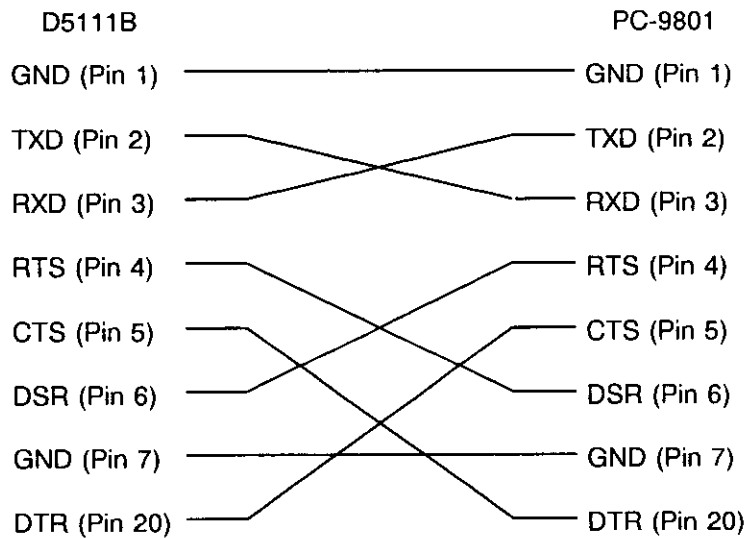 D5111B PC-9801
GND (Pin 1) GND (Pin 1)
TXD (Pin 2) TXD (Pin 2)
RXD (Pin 3) RXD (Pin 3)
RTS (Pin 4) RTS (Pin 4)
CTS (Pin 5) CTS (Pin 5)
DSR (Pin 6) DSR (Pin 6)
GND (Pin 7) GND (Pin 7)
DTR (Pin 20) DTR (Pin 20)